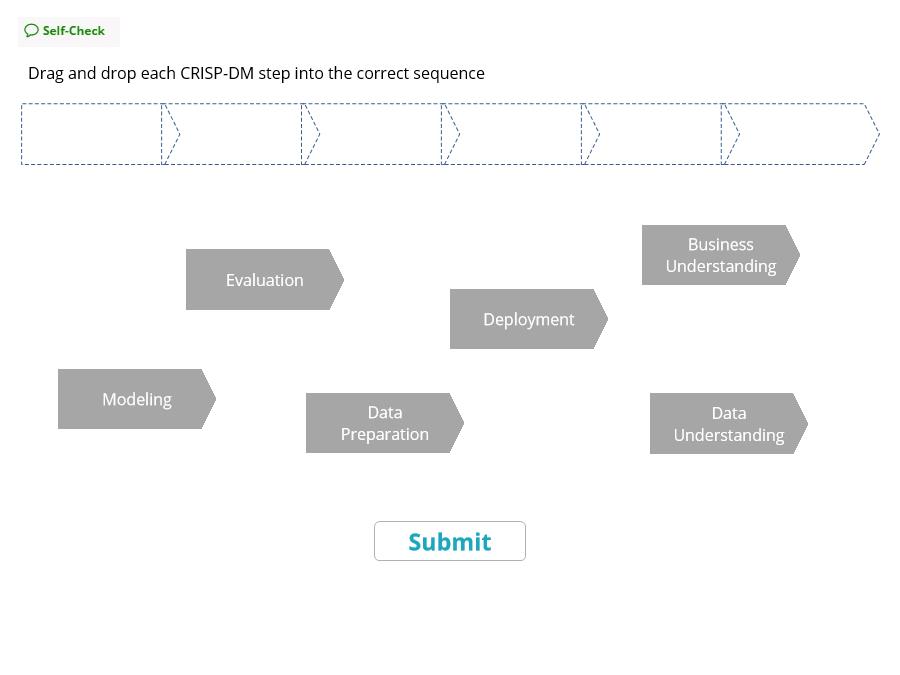 Self-Check
Drag and drop each CRISP-DM step into the correct sequence
Business
Understanding
Evaluation
Deployment
Modeling
Data
Preparation
Data
Understanding
Submit